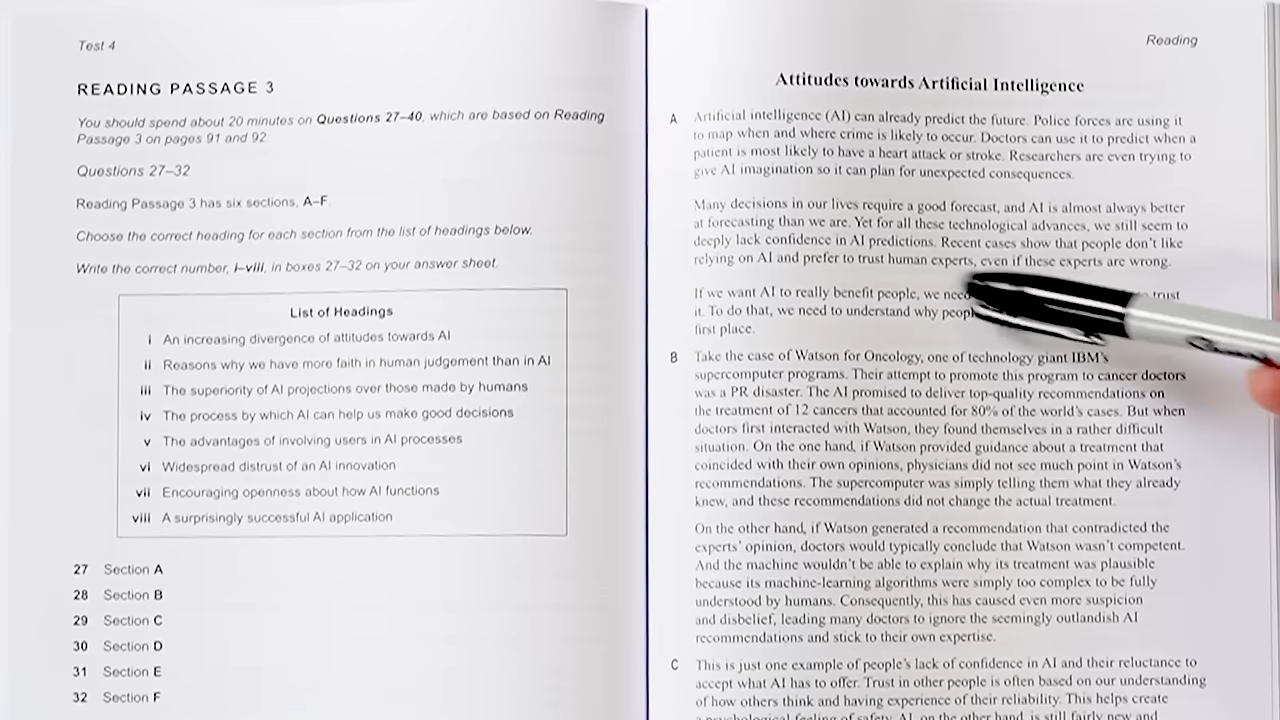 Test 4
READING PASSAGE 3
You should spend about 20 minutes on Questions 27–40, which are based on Reading
Passage 3 on pages 91 and 92.
Questions 27–32
Reading Passage 3 has six sections, A–F.
Choose the correct heading for each section from the list of headings below.
Write the correct number, i–viii, in boxes 27–32 on your answer sheet.
List of Headings
i An increasing divergence of attitudes towards AI
ii Reasons why we have more faith in human judgement than in AI
iii The superiority of AI projections over those made by humans
iv The process by which AI can help us make good decisions
v The advantages of involving users in AI processes
vi Widespread distrust of an AI innovation
vii Encouraging openness about how AI functions
viii A surprisingly successful AI application
27 Section A
28 Section B
29 Section C
30 Section D
31 Section E
32 Section F
Reading
Attitudes towards Artificial Intelligence
A Artificial intelligence (AI) can already predict the future. Police forces are using it
to map when and where crime is likely to occur. Doctors can use it to predict when a
patient is most likely to have a heart attack or stroke. Researchers are even trying to
give AI imagination so it can plan for unexpected consequences.
Many decisions in our lives require a good forecast, and AI is almost always better
at forecasting than we are. Yet for all these technological advances, we still seem to
deeply lack confidence in AI predictions. Recent cases show that people don't like
relying on AI and prefer to trust human experts, even if these experts are wrong.
If we want AI to really benefit people, we trust
it. To do that, we need to understand why
first place.
B Take the case of Watson for Oncology, one of technology giant IBM's
supercomputer programs. Their attempt to promote this program to cancer doctors
was a PR disaster. The AI promised to deliver top-quality recommendations on
the treatment of 12 cancers that accounted for 80% of the world's cases. But when
doctors first interacted with Watson, they found themselves in a rather difficult
situation. On the one hand, if Watson provided guidance about a treatment that
coincided with their own opinions, physicians did not see much point in Watson's
recommendations. The supercomputer was simply telling them what they already
knew, and these recommendations did not change the actual treatment.
On the other hand, if Watson generated a recommendation that contradicted the
experts' opinion, doctors would typically conclude that Watson wasn't competent.
And the machine wouldn't be able to explain why its treatment was plausible
because its machine-learning algorithms were simply too complex to be fully
understood by humans. Consequently, this has caused even more suspicion
and disbelief, leading many doctors to ignore the seemingly outlandish AI
recommendations and stick to their own expertise.
C This is just one example of people's lack of confidence in AI and their reluctance to
accept what AI has to offer. Trust in other people is often based on our understanding
of how others think and having experience of their reliability. This helps create
a psychological feeling of safety. AI, on the other hand, is still fairly new and